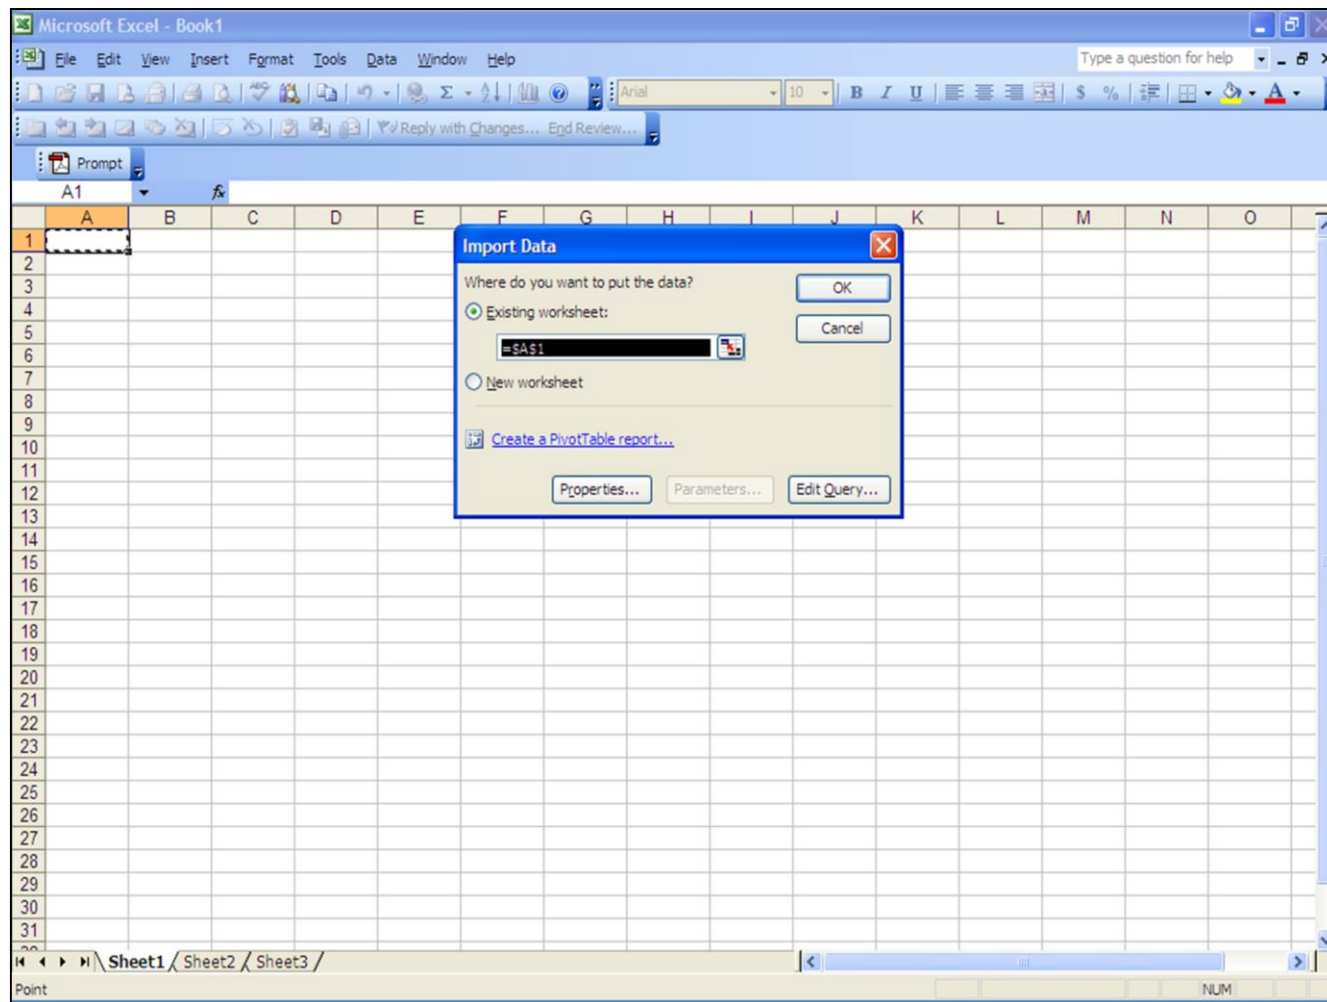 Microsoft Excel - Book1
File Edit View Insert Format Tools Data Window Help Type a question for help
Arial 10 B I U $ %
Reply with Changes... End Review...
Prompt
A1 fx
A B C D E F G H I J K L M N O
1
2
3
4
5
6
7
8
9
10
11
12
13
14
15
16
17
18
19
20
21
22
23
24
25
26
27
28
29
30
31
Import Data
Where do you want to put the data?
OK
Existing worksheet:
Cancel
=$A$1
New worksheet
Create a PivotTable report...
Properties... Parameters... Edit Query...
Sheet1 Sheet2 Sheet3
Point NUM